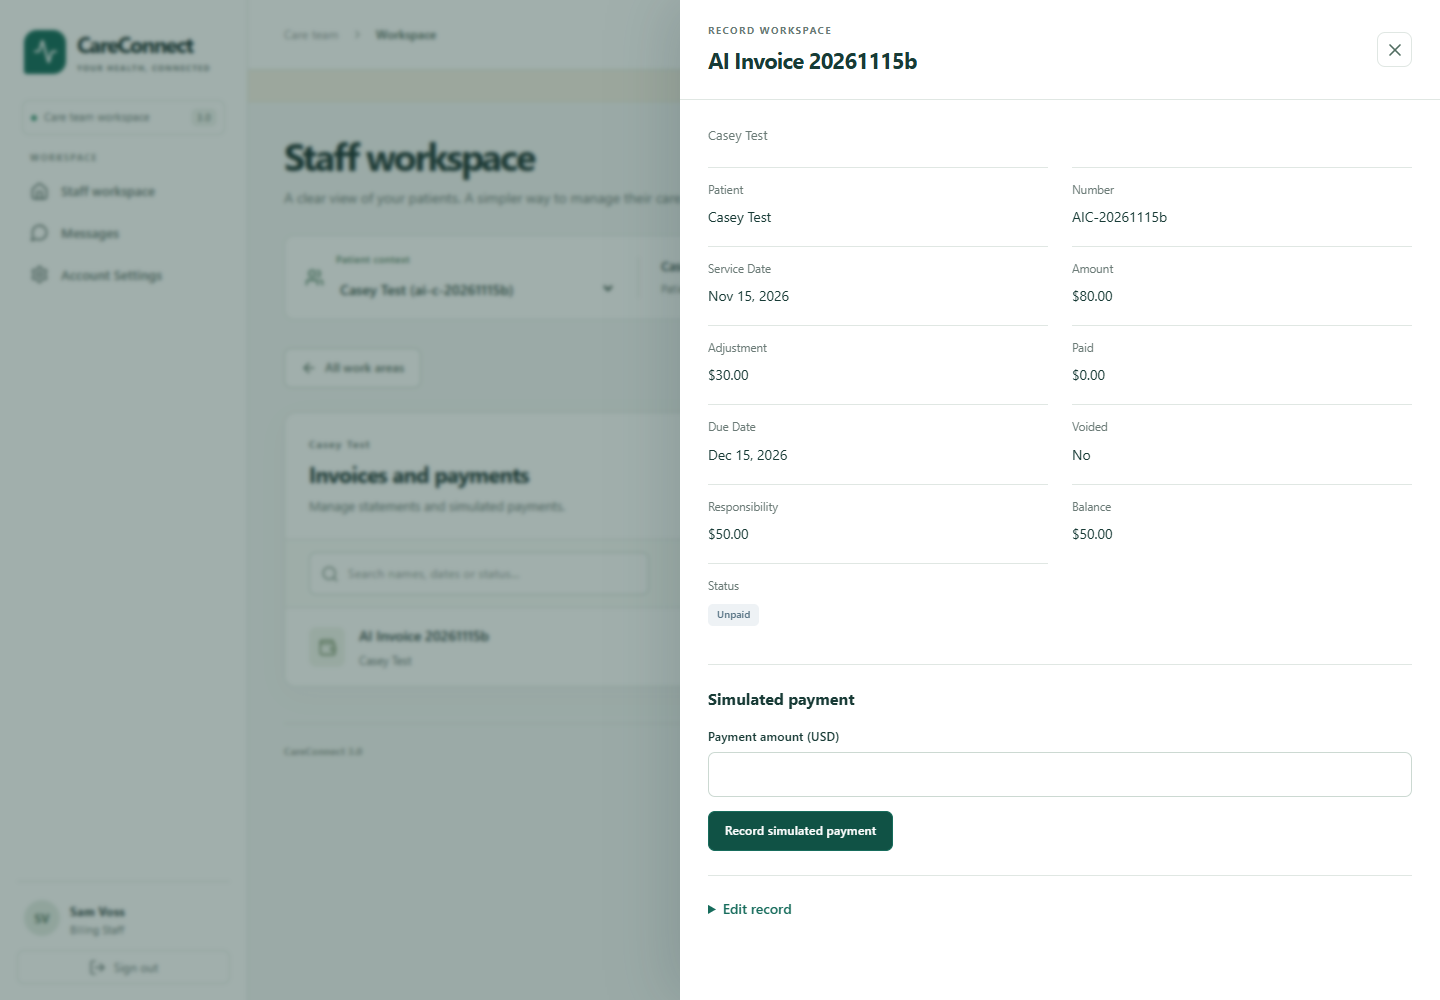 CareConnect
YOUR HEALTH, CONNECTED
Care team workspace 3.0
WORKSPACE
Staff workspace
Messages
Account Settings
Sam Voss
Billing Staff
Sign out
Care team > Workspace
Staff workspace
A clear view of your patients. A simpler way to manage their care
Patient context
Casey Test (ai-c-20261115b)
All work areas
Casey Test
Invoices and payments
Manage statements and simulated payments.
Search names, dates or status...
AI Invoice 20261115b
Casey Test
CareConnect 3.0
RECORD WORKSPACE
AI Invoice 20261115b
Casey Test
Patient
Casey Test
Number
AIC-20261115b
Service Date
Nov 15, 2026
Amount
$80.00
Adjustment
$30.00
Paid
$0.00
Due Date
Dec 15, 2026
Voided
No
Responsibility
$50.00
Balance
$50.00
Status
Unpaid
Simulated payment
Payment amount (USD)
Record simulated payment
Edit record